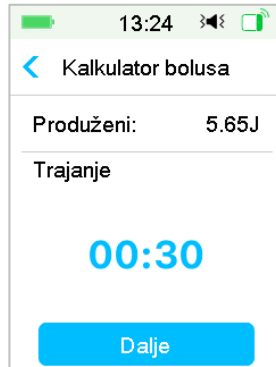 13:24
Kalkulator bolusa
Produženi: 5.65J
Trajanje
00:30
Dalje